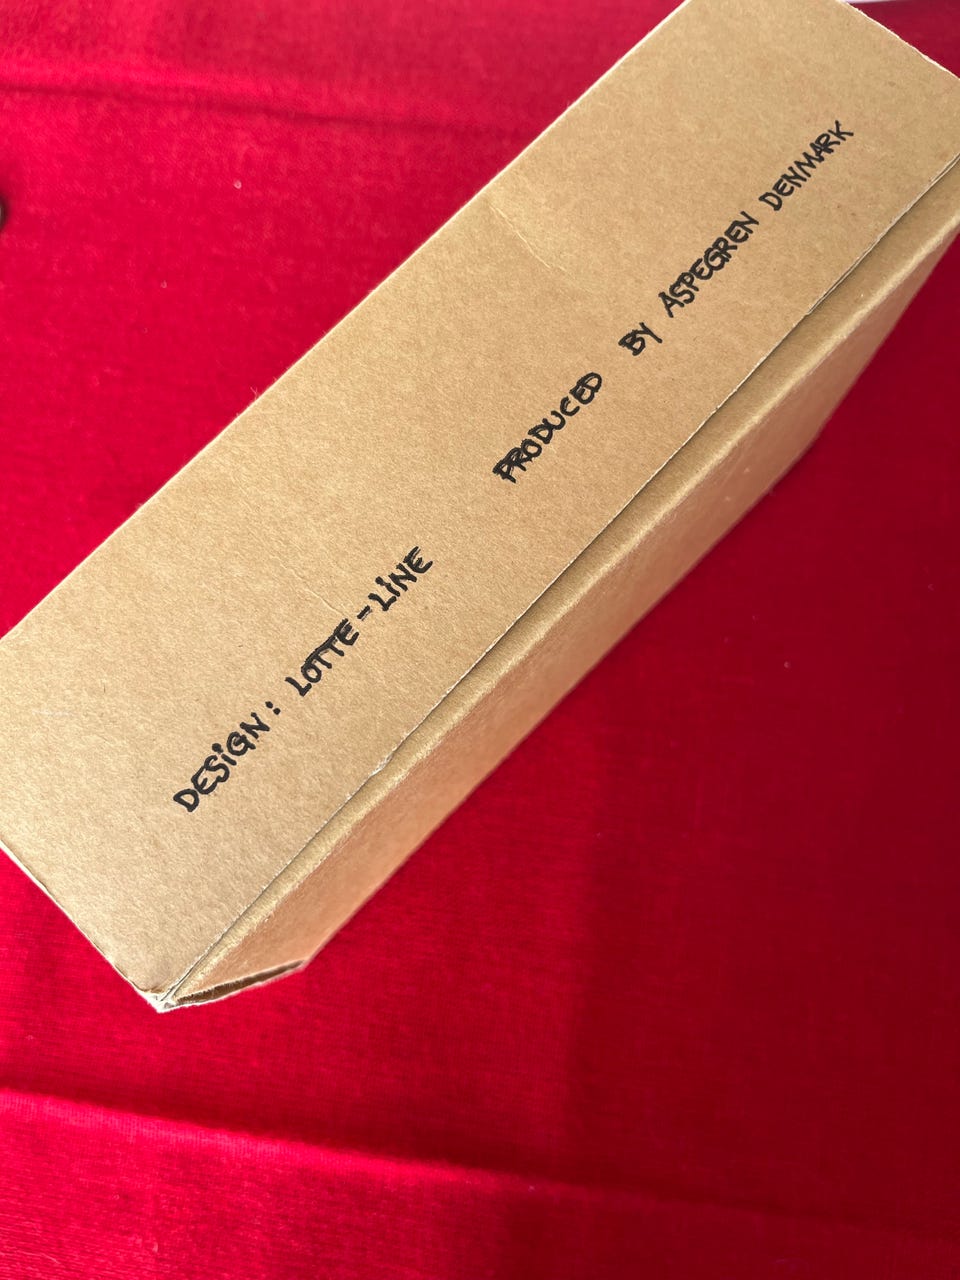 DESiGN: LOTTE-LiNE
PRODUCED BY ASPEGREN DENMARK